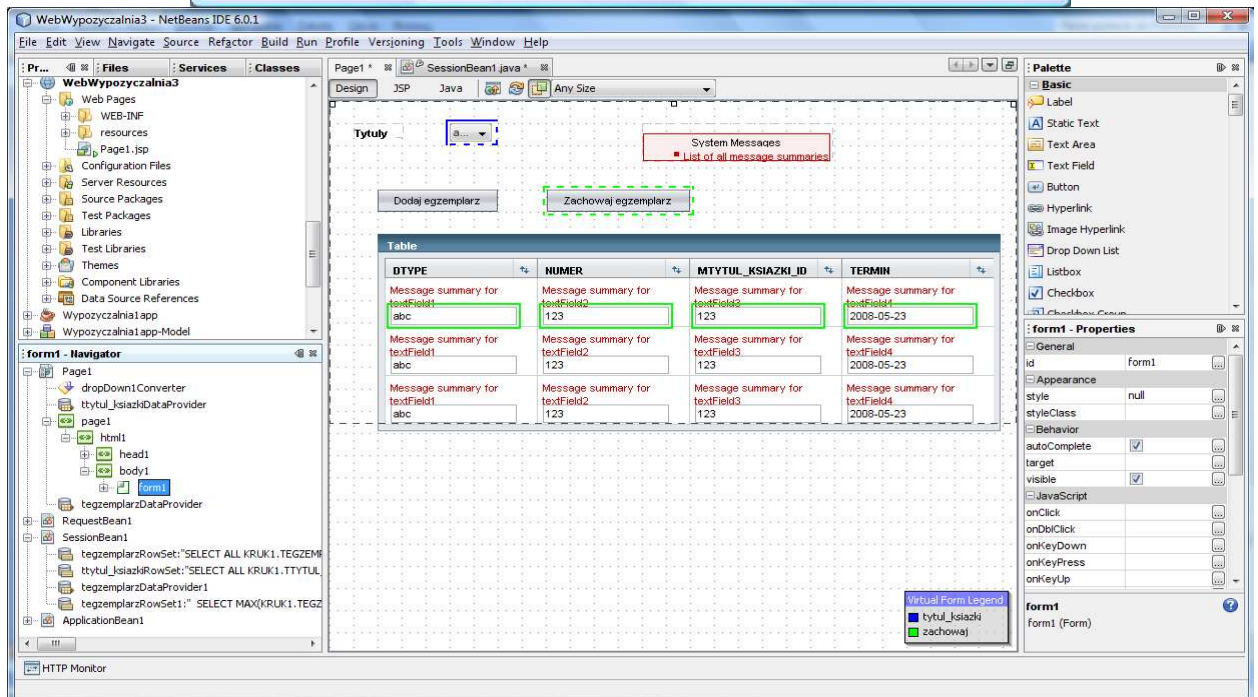 WebWypozyczalnia3 - NetBeans IDE 6.0.1
File Edit View Navigate Source Refactor Build Run Profile Versioning Tools Window Help
Pr... Files Services Classes
WebWypozyczalnia3
Web Pages
WEB-INF
resources
Page1.jsp
Configuration Files
Server Resources
Source Packages
Test Packages
Libraries
Test Libraries
Themes
Component Libraries
Data Source References
Wypozyczalnia1app
Wypozyczalnia1app-Model
form1 - Navigator
Page1
dropDown1Converter
ttytul_ksiazkiDataProvider
page1
html1
head1
body1
form1
tegzemplarzDataProvider
RequestBean1
SessionBean1
tegzemplarzRowSet:"SELECT ALL KRUK1.TEGZEMP
ttytul_ksiazkiRowSet:"SELECT ALL KRUK1.TTYTUL_
tegzemplarzDataProvider1
tegzemplarzRowSet1:" SELECT MAX(KRUK1.TEGZ
ApplicationBean1
HTTP Monitor
Page1 * SessionBean1.java *
Design JSP Java Any Size
Tytuly a...
System Messages
List of all message summaries
Dodaj egzemplarz Zachowaj egzemplarz
Table
DTYPE NUMER MTYTUL_KSIAZKI_ID TERMIN
Message summary for Message summary for Message summary for Message summary for
textField1 textField2 textField3 textField4
abc 123 123 2008-05-23
Message summary for Message summary for Message summary for Message summary for
textField1 textField2 textField3 textField4
abc 123 123 2008-05-23
Message summary for Message summary for Message summary for Message summary for
textField1 textField2 textField3 textField4
abc 123 123 2008-05-23
Virtual Form Legend
tytul_ksiazki
zachowaj
Palette
Basic
Label
Static Text
Text Area
Text Field
Button
Hyperlink
Image Hyperlink
Drop Down List
Listbox
Checkbox
Checkbox Group
form1 - Properties
General
id form1
Appearance
style null
styleClass
Behavior
autoComplete
target
visible
JavaScript
onClick
onDblClick
onKeyDown
onKeyPress
onKeyUp
form1
form1 (Form)